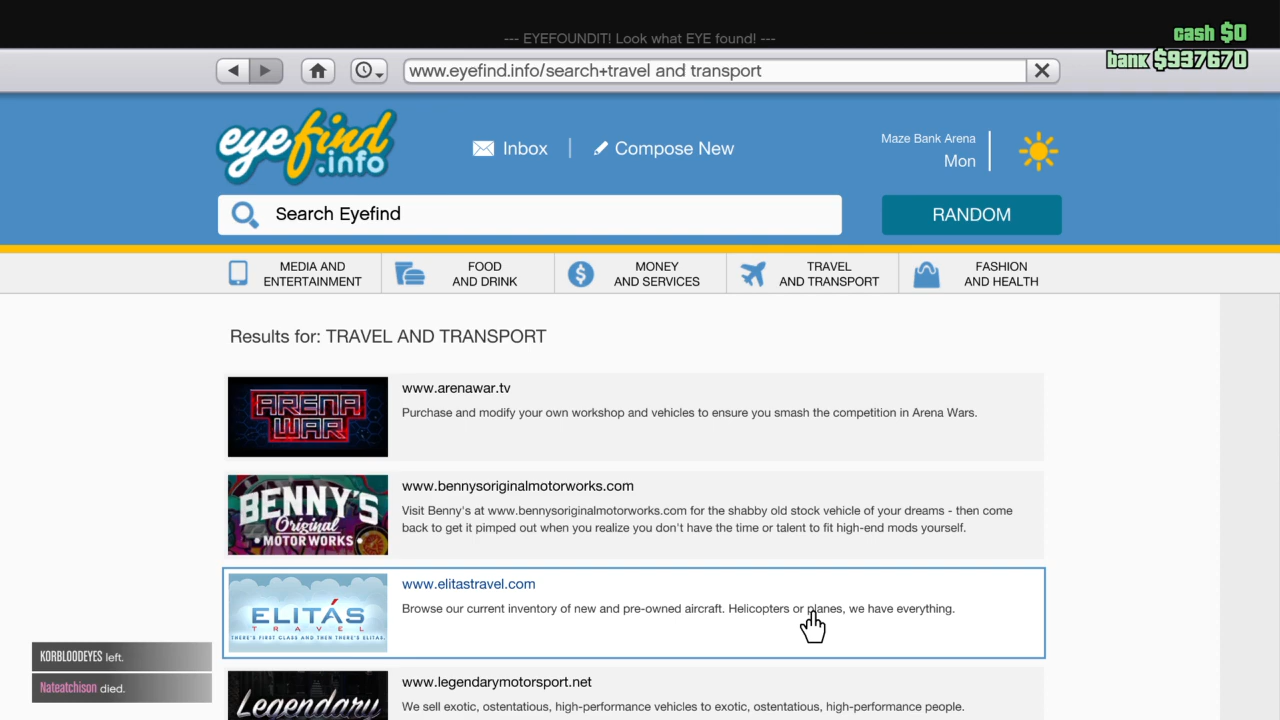 --- EYEFOUNDIT! Look what EYE found! ---
cash $0
bank $937670
www.eyefind.info/search+travel and transport
eyefind
.info
Inbox
Compose New
Maze Bank Arena
Mon
Search Eyefind
RANDOM
MEDIA AND
ENTERTAINMENT
FOOD
AND DRINK
MONEY
AND SERVICES
TRAVEL
AND TRANSPORT
FASHION
AND HEALTH
Results for: TRAVEL AND TRANSPORT
ARENA
WAR
www.arenawar.tv
Purchase and modify your own workshop and vehicles to ensure you smash the competition in Arena Wars.
BENNY'S
Original
• MOTOR WORKS •
www.bennysoriginalmotorworks.com
Visit Benny's at www.bennysoriginalmotorworks.com for the shabby old stock vehicle of your dreams - then come
back to get it pimped out when you realize you don't have the time or talent to fit high-end mods yourself.
ELITÁS
TRAVEL
THERE'S FIRST CLASS AND THEN THERE'S ELITAS.
www.elitastravel.com
Browse our current inventory of new and pre-owned aircraft. Helicopters or planes, we have everything.
KORBLOODEYES left.
Nateatchison died.
Legendary
www.legendarymotorsport.net
We sell exotic, ostentatious, high-performance vehicles to exotic, ostentatious, high-performance people.